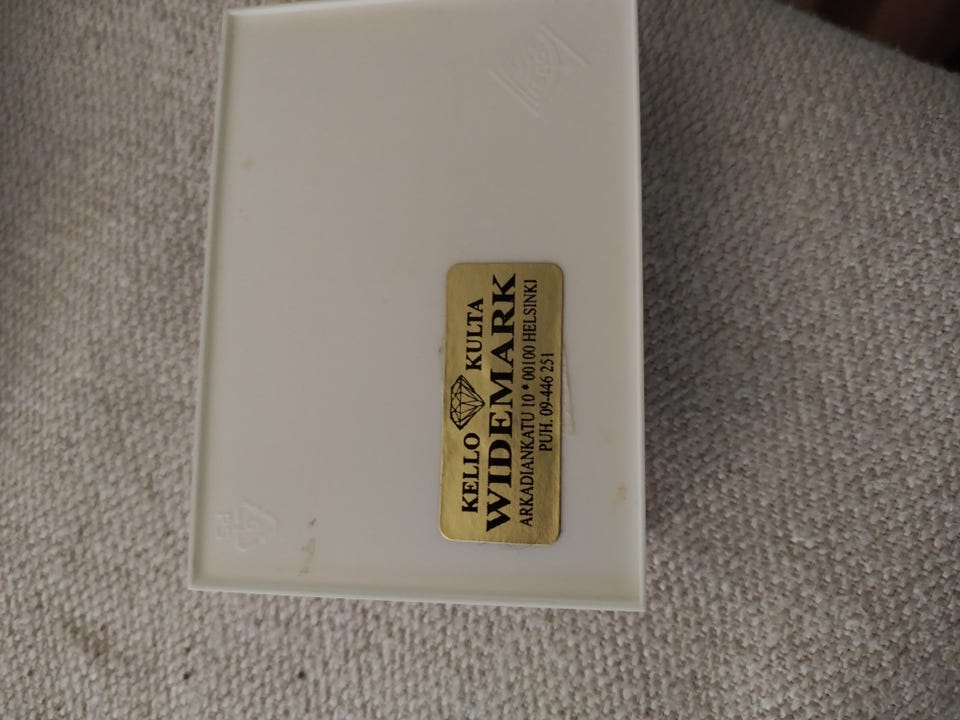 KELLO KULTA
WIDEMARK
ARKADIANKATU 10 * 00100 HELSINKI
PUH. 09-446 251